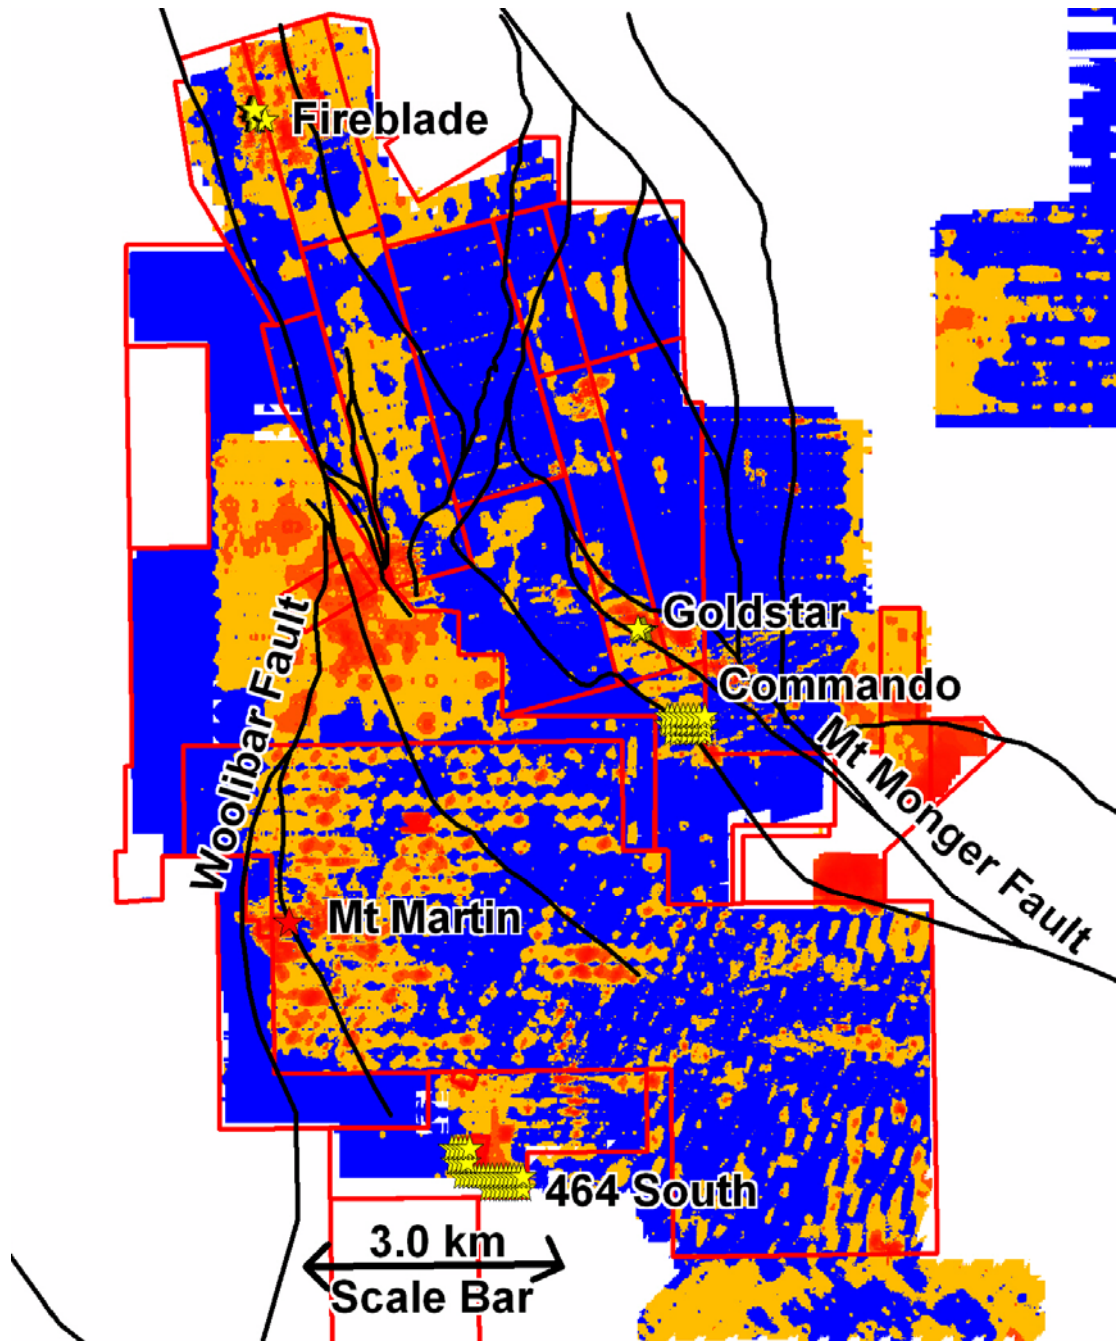 Fireblade
Goldstar
Commando
Woolibar Fault
Mt Monger Fault
Mt Martin
464 South
3.0 km
Scale Bar